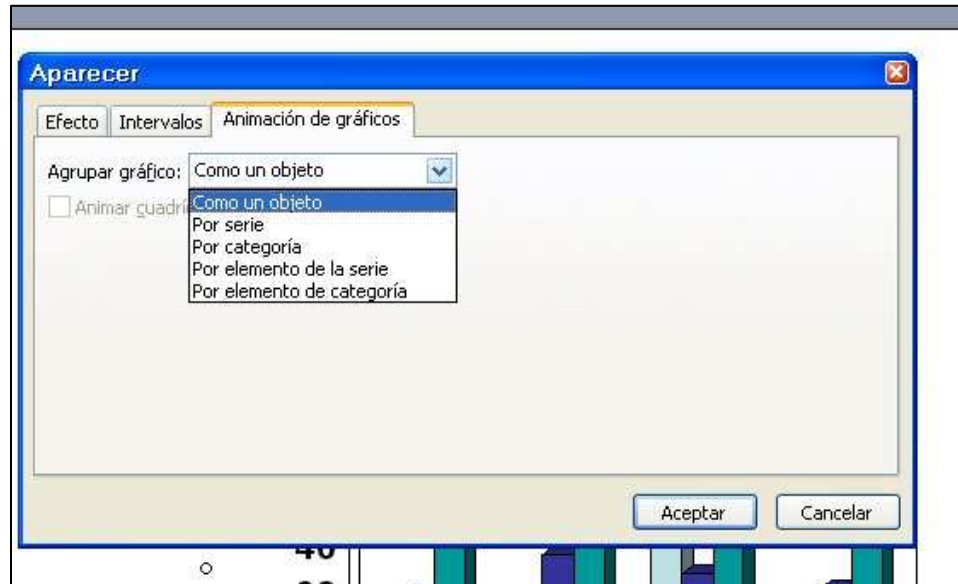 Aparecer
Efecto Intervalos Animación de gráficos
Agrupar gráfico: Como un objeto
Animar
Como un objeto
Por serie
Por categoría
Por elemento de la serie
Por elemento de categoría
Aceptar Cancelar
40